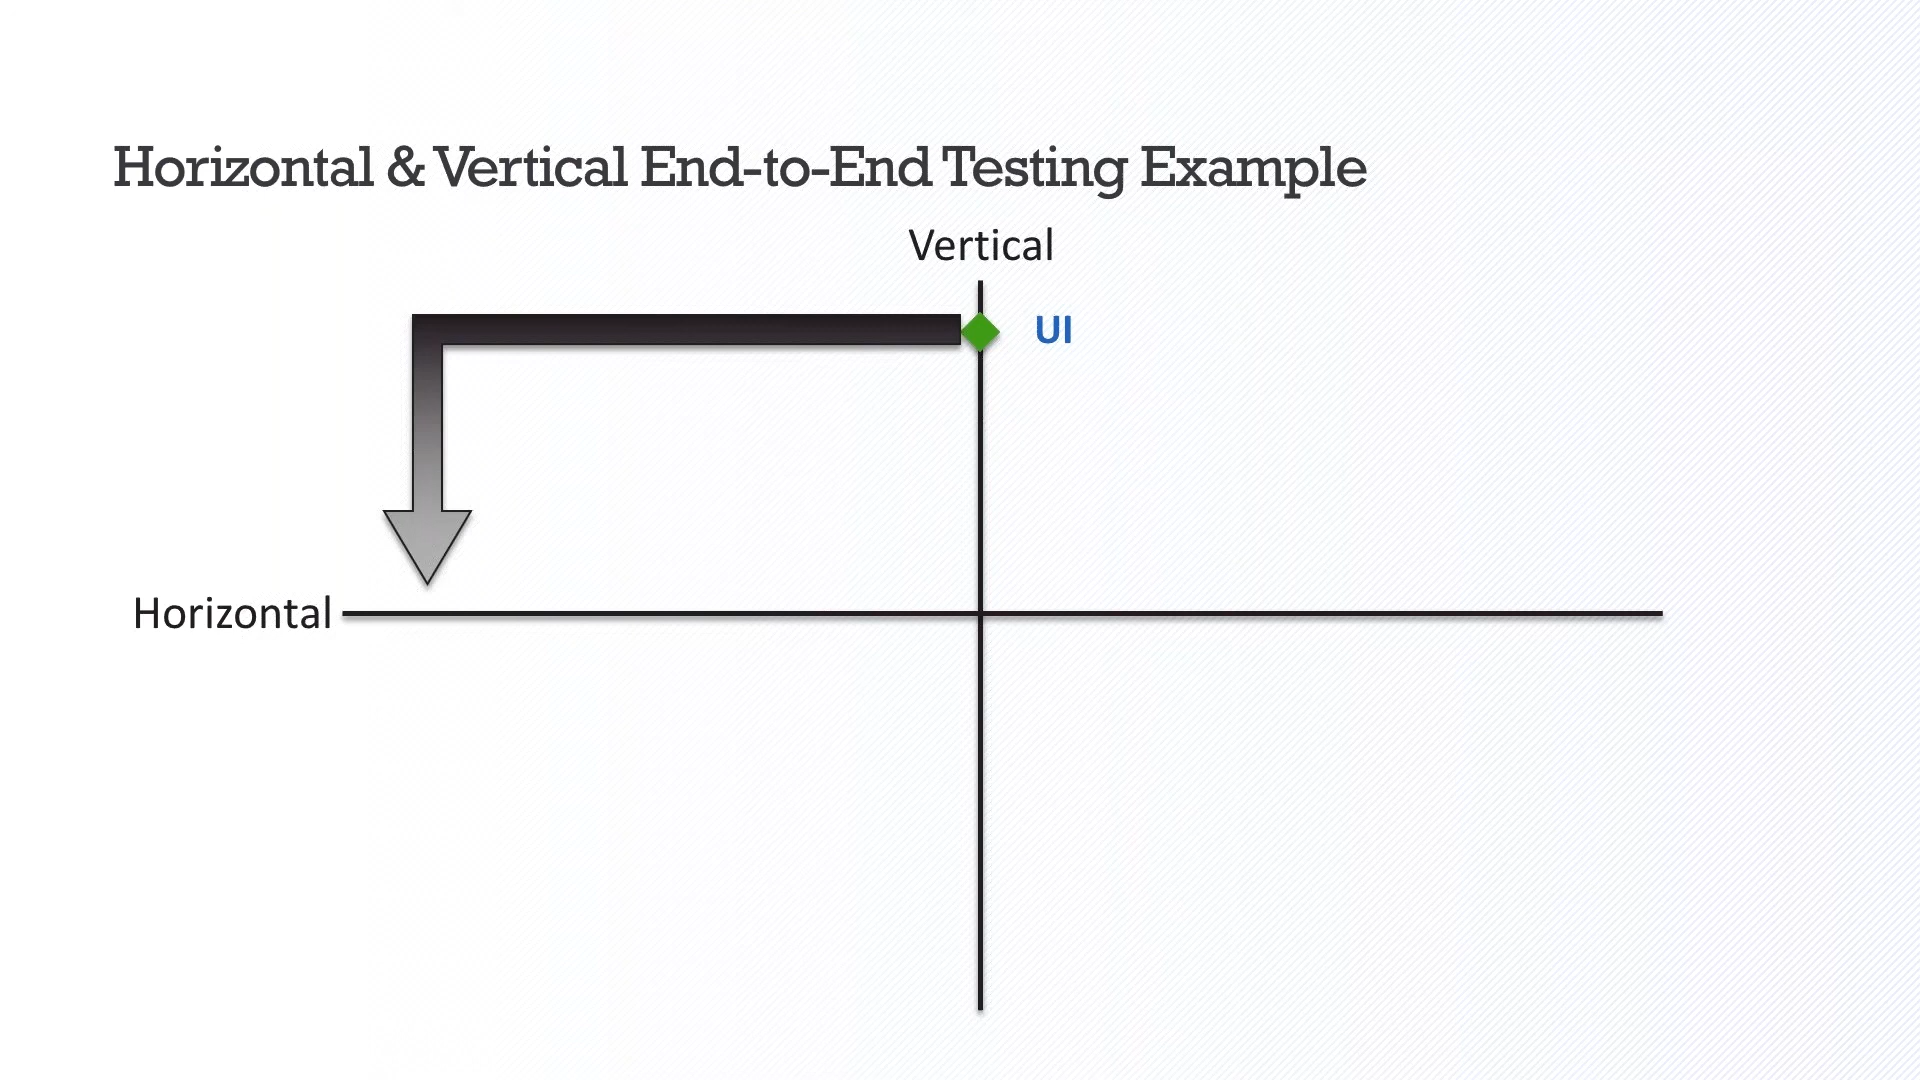 Horizontal & Vertical End-to-End Testing Example
Vertical
UI
Horizontal